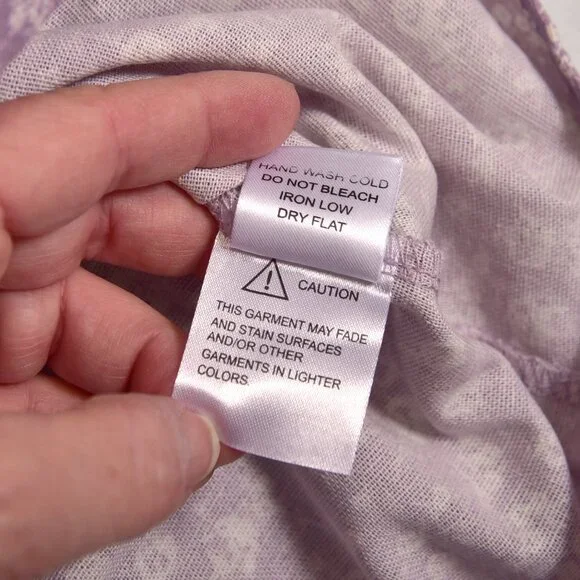 HAND WASH COLD
DO NOT BLEACH
IRON LOW
DRY FLAT
CAUTION
THIS GARMENT MAY FADE
AND STAIN SURFACES
AND/OR OTHER
GARMENTS IN LIGHTER
COLORS